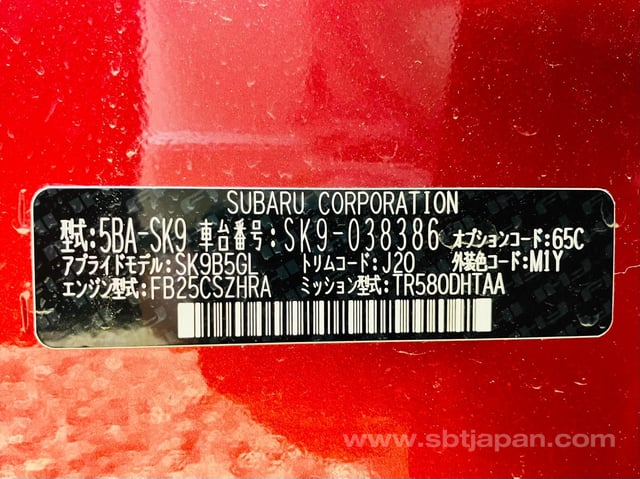 SUBARU CORPORATION
型式:5BA-SK9 車台番号:SK9-038386 オプションコード:65C
アプライドモデル:SK9B5GL トリムコード:J20 外装色コード:M1Y
エンジン型式:FB25CSZHRA ミッション型式:TR580DHTAA
www.sbtjapan.com